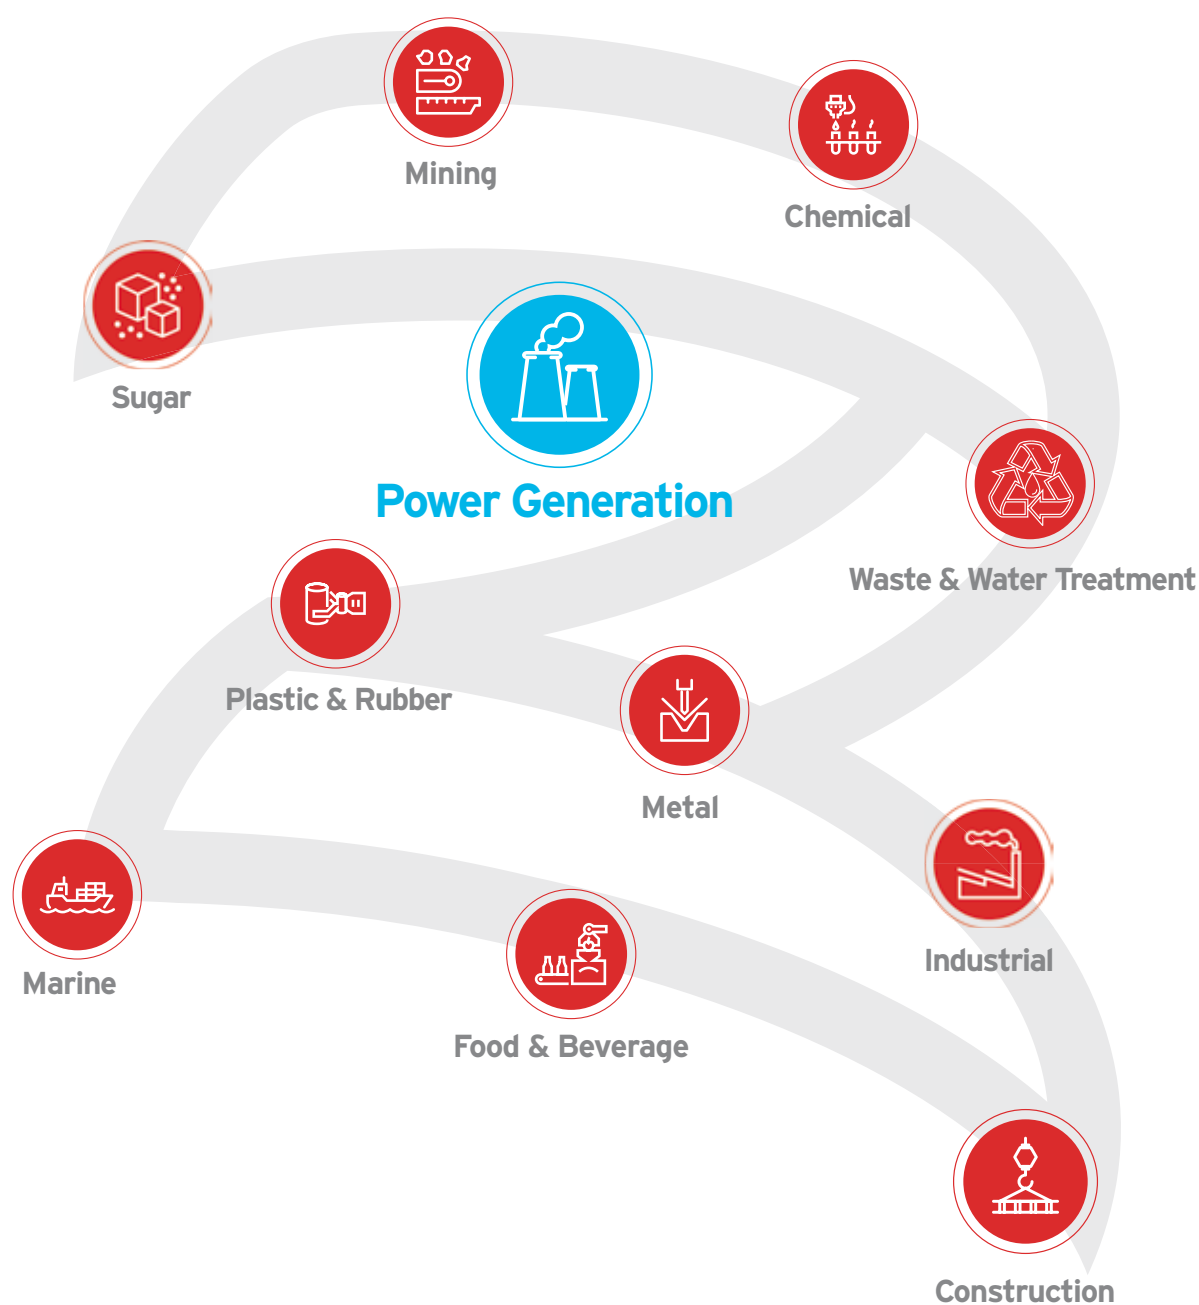 Mining
Chemical
Sugar
Power Generation
Waste & Water Treatment
Plastic & Rubber
Metal
Industrial
Marine
Food & Beverage
Construction